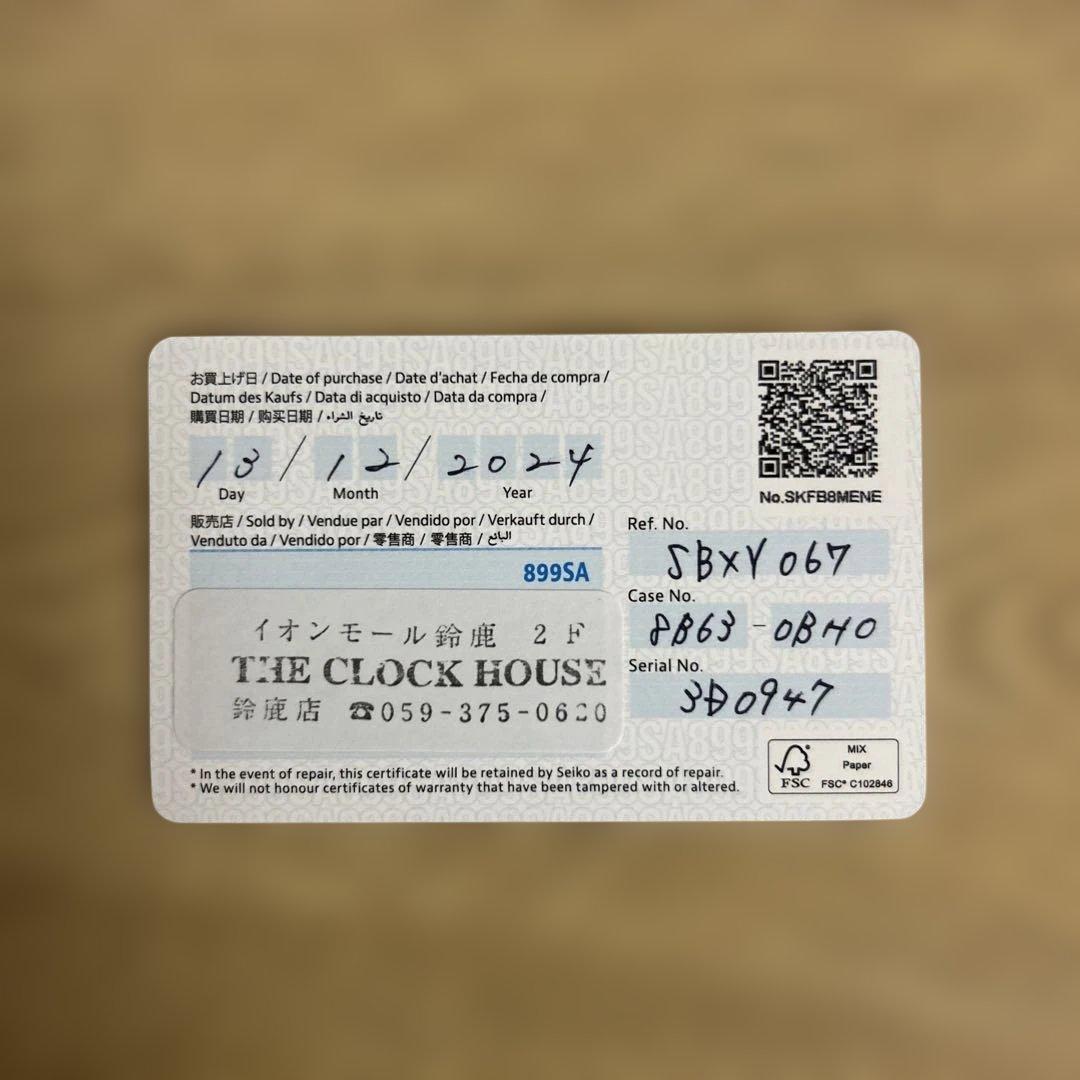 お買上げ日 / Date of purchase / Date d'achat / Fecha de compra /
Datum des Kaufs / Data di acquisto / Data da compra /
購買日期 / 购买日期 / تاريخ الشراء
13 / 12 / 2024
Day Month Year
販売店 / Sold by / Vendue par / Vendido por / Verkauft durch /
Venduto da / Vendido por / 零售商 / 零售商 / البائع
899SA
イオンモール鈴鹿 2F
THE CLOCK HOUSE
鈴鹿店 ☎059-375-0620
* In the event of repair, this certificate will be retained by Seiko as a record of repair.
* We will not honour certificates of warranty that have been tampered with or altered.
No.SKFB8MENE
Ref. No.
SBXY067
Case No.
8B63-0BH0
Serial No.
3D0947
FSC
MIX
Paper
FSC® C102846